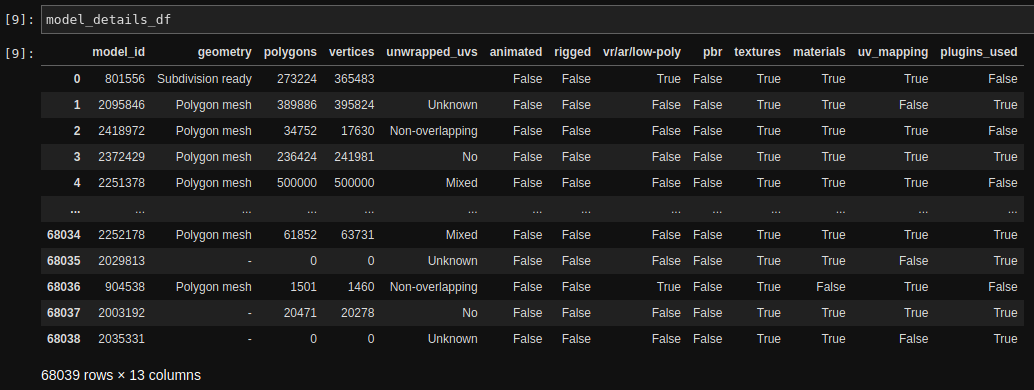 [9]: model_details_df
[9]: model_id geometry polygons vertices unwrapped_uvs animated rigged vr/ar/low-poly pbr textures materials uv_mapping plugins_used
0 801556 Subdivision ready 273224 365483 False False True False True True True False
1 2095846 Polygon mesh 389886 395824 Unknown False False False False True True False True
2 2418972 Polygon mesh 34752 17630 Non-overlapping False False False False True True True False
3 2372429 Polygon mesh 236424 241981 No False False False False True True True True
4 2251378 Polygon mesh 500000 500000 Mixed False False False False True True True False
... ... ... ... ... ... ... ... ... ... ... ... ... ...
68034 2252178 Polygon mesh 61852 63731 Mixed False False False False True True True True
68035 2029813 - 0 0 Unknown False False False False True True False True
68036 904538 Polygon mesh 1501 1460 Non-overlapping False False True False True False True False
68037 2003192 - 20471 20278 No False False False False True True True True
68038 2035331 - 0 0 Unknown False False False False True True False True
68039 rows × 13 columns